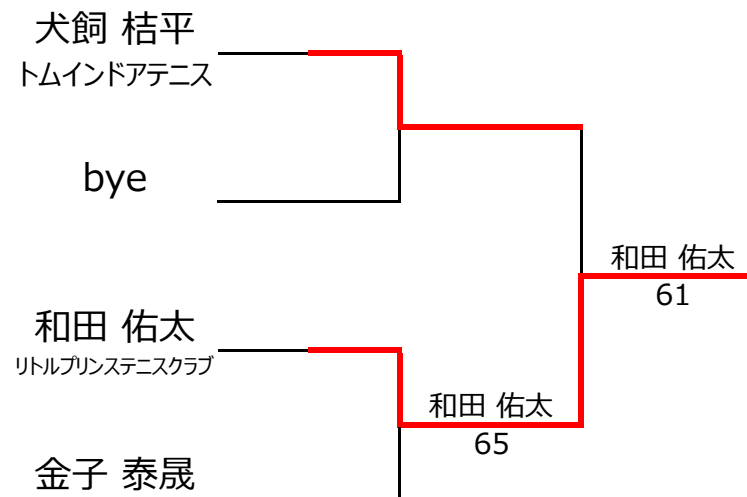 犬飼 桔平
トムインドアテニス
bye
和田 佑太
61
和田 佑太
リトルプリンステニスクラブ
和田 佑太
65
金子 泰晟